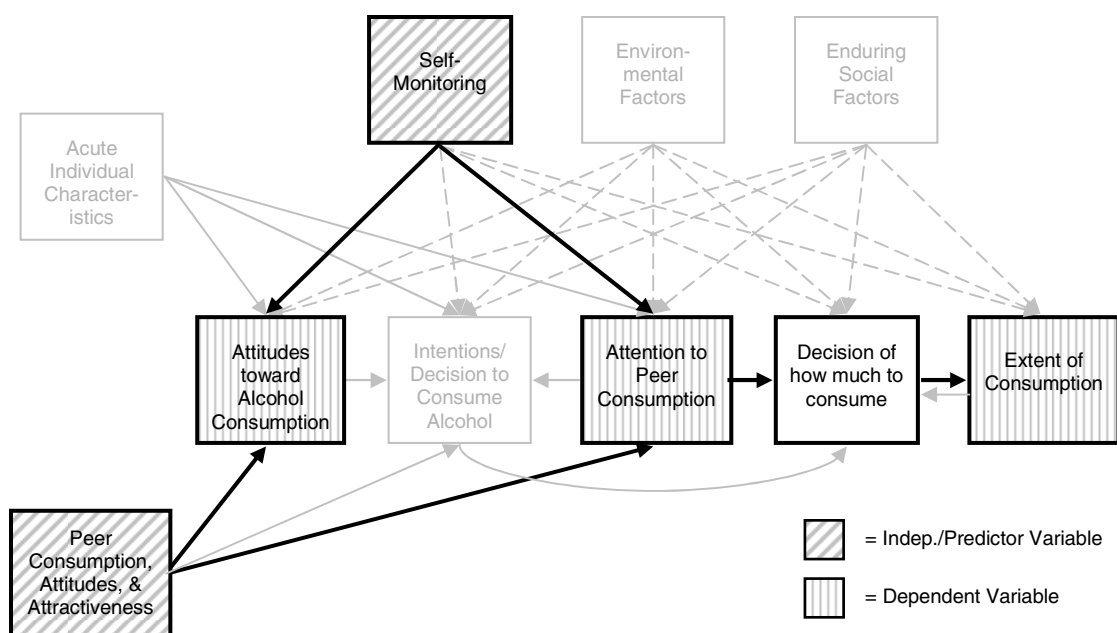 Self-
Monitoring
Environ-
mental
Factors
Enduring
Social
Factors
Acute
Individual
Character-
istics
Attitudes
toward
Alcohol
Consumption
Intentions/
Decision to
Consume
Alcohol
Attention to
Peer
Consumption
Decision of
how much to
consume
Extent of
Consumption
Peer
Consumption,
Attitudes, &
Attractiveness
= Indep./Predictor Variable
= Dependent Variable